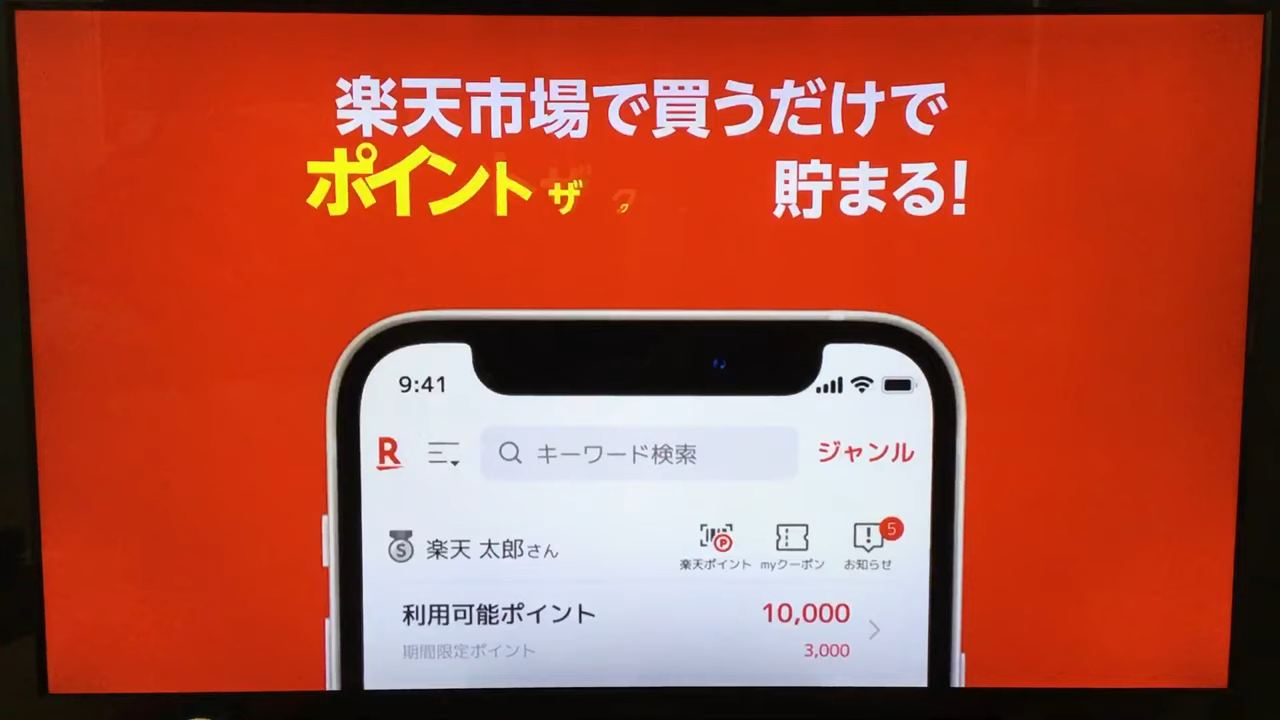 楽天市場で買うだけで
ポイントザク 貯まる!
9:41
R
キーワード検索
ジャンル
S
楽天 太郎さん
P
楽天ポイント
myクーポン
5
お知らせ
利用可能ポイント
10,000
期間限定ポイント
3,000